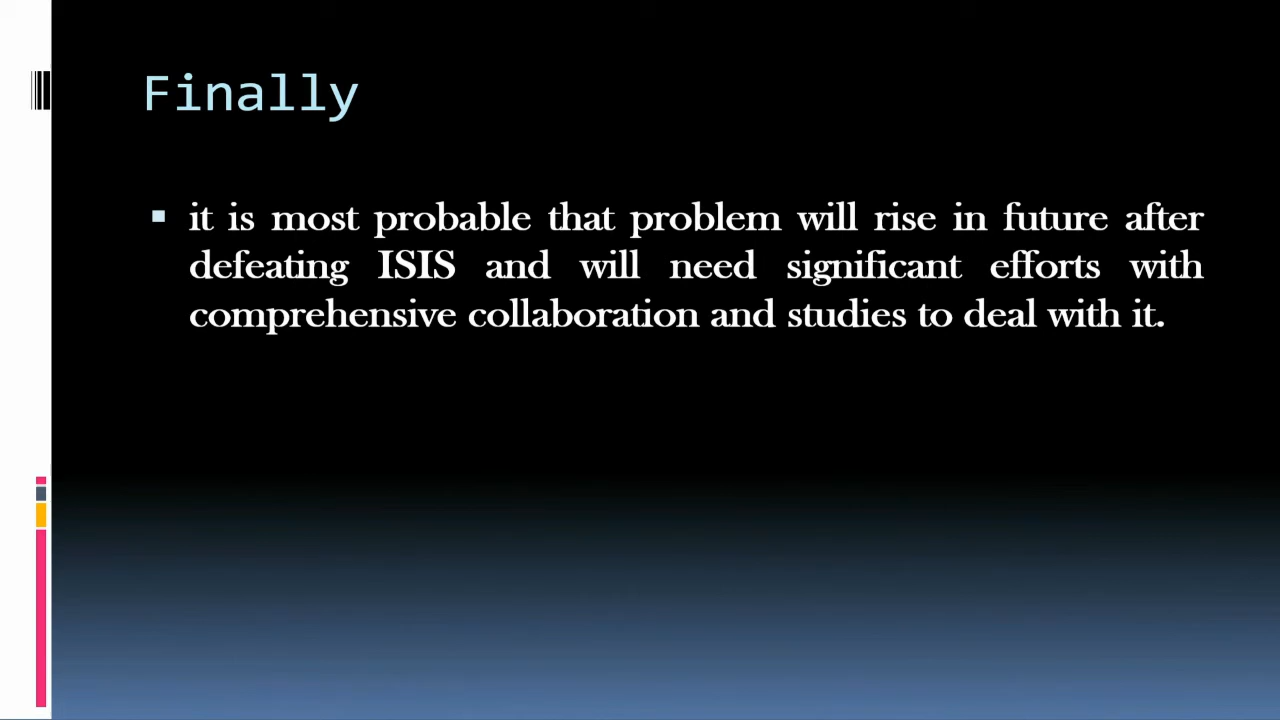 Finally
it is most probable that problem will rise in future after
defeating ISIS and will need significant efforts with
comprehensive collaboration and studies to deal with it.